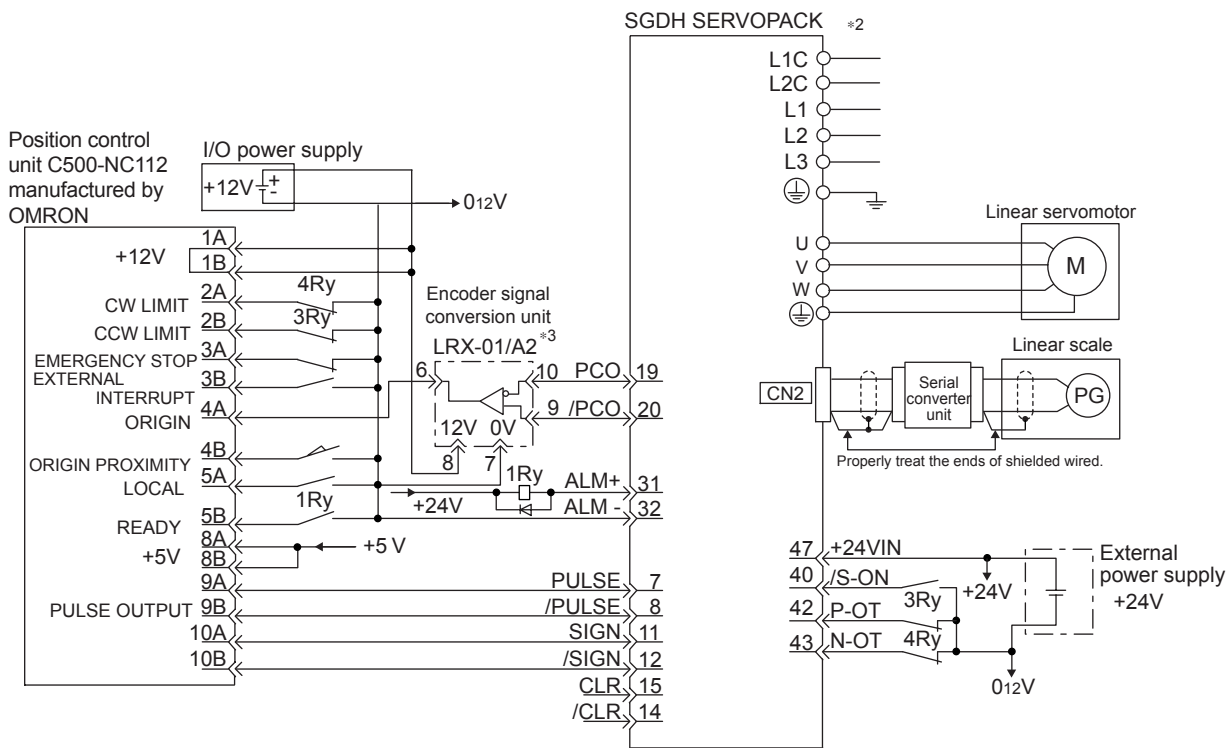 SGDH SERVOPACK *2
L1C
L2C
L1
L2
L3
Position control
unit C500-NC112
manufactured by
OMRON
I/O power supply
+12V
+
-
012V
Linear servomotor
U
V
W
M
1A
+12V
1B
2A
4Ry
CW LIMIT
2B
3Ry
CCW LIMIT
3A
EMERGENCY STOP
EXTERNAL
3B
INTERRUPT
4A
ORIGIN
4B
ORIGIN PROXIMITY
5A
LOCAL
1Ry
5B
READY
8A
+5V
8B
+5 V
9A
PULSE OUTPUT
9B
10A
10B
Encoder signal
conversion unit
LRX-01/A2 *3
6
10
PCO
19
9
/PCO
20
12V
0V
8
7
1Ry
ALM+
31
+24V
ALM -
32
PULSE
7
/PULSE
8
SIGN
11
/SIGN
12
CLR
15
/CLR
14
Linear scale
CN2
Serial
converter
unit
PG
Properly treat the ends of shielded wired.
47
+24VIN
40
/S-ON
3Ry
+24V
42
P-OT
43
N-OT
4Ry
012V
External
power supply
+24V